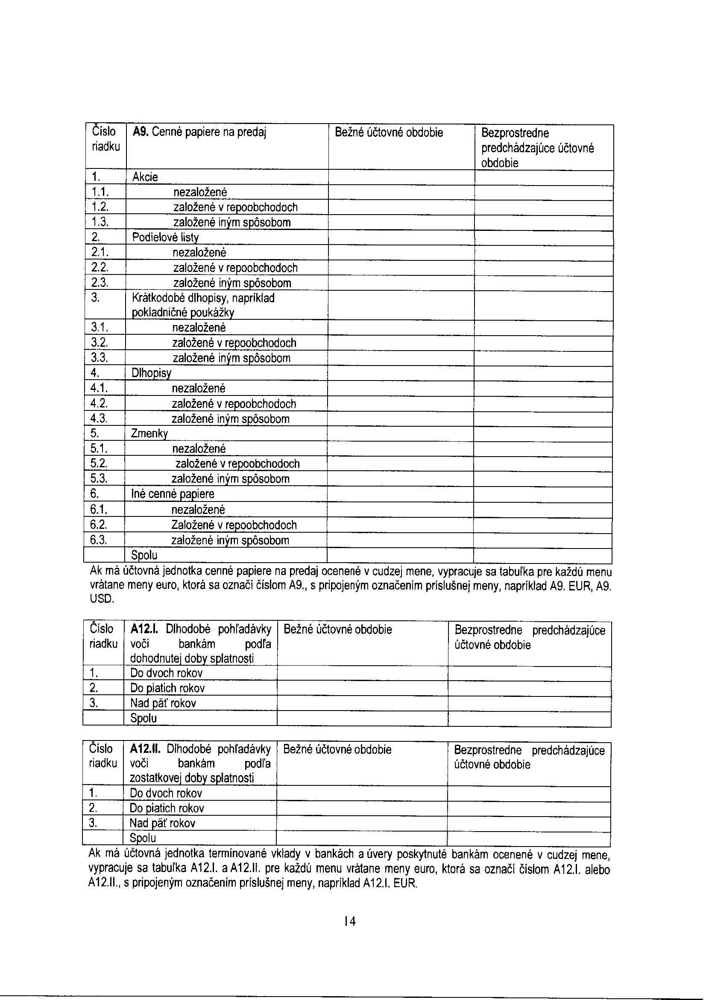 Číslo riadku A9. Cenné papiere na predaj Bežné účtovné obdobie Bezprostredne predchádzajúce účtovné obdobie
1. Akcie
1.1. nezaložené
1.2. založené v repoobchodoch
1.3. založené iným spôsobom
2. Podielové listy
2.1. nezaložené
2.2. založené v repoobchodoch
2.3. založené iným spôsobom
3. Krátkodobé dlhopisy, napríklad
pokladničné poukážky
3.1. nezaložené
3.2. založené v repoobchodoch
3.3. založené iným spôsobom
4. Dlhopisy
4.1. nezaložené
4.2. založené v repoobchodoch
4.3. založené iným spôsobom
5. Zmenky
5.1. nezaložené
5.2. založené v repoobchodoch
5.3. založené iným spôsobom
6. Iné cenné papiere
6.1. nezaložené
6.2. Založené v repoobchodoch
6.3. založené iným spôsobom
Spolu
Ak má účtovná jednotka cenné papiere na predaj ocenené v cudzej mene, vypracuje sa tabuľka pre každú menu
vrátane meny euro, ktorá sa označí číslom A9., s pripojeným označením príslušnej meny, napríklad A9. EUR, A9.
USD.
Číslo riadku A12.I. Dlhodobé pohľadávky voči bankám podľa dohodnutej doby splatnosti Bežné účtovné obdobie Bezprostredne predchádzajúce účtovné obdobie
1. Do dvoch rokov
2. Do piatich rokov
3. Nad päť rokov
Spolu
Číslo riadku A12.II. Dlhodobé pohľadávky voči bankám podľa zostatkovej doby splatnosti Bežné účtovné obdobie Bezprostredne predchádzajúce účtovné obdobie
1. Do dvoch rokov
2. Do piatich rokov
3. Nad päť rokov
Spolu
Ak má účtovná jednotka termínované vklady v bankách a úvery poskytnuté bankám ocenené v cudzej mene,
vypracuje sa tabuľka A12.I. a A12.II. pre každú menu vrátane meny euro, ktorá sa označí číslom A12.I. alebo
A12.II., s pripojeným označením príslušnej meny, napríklad A12.I. EUR.
14